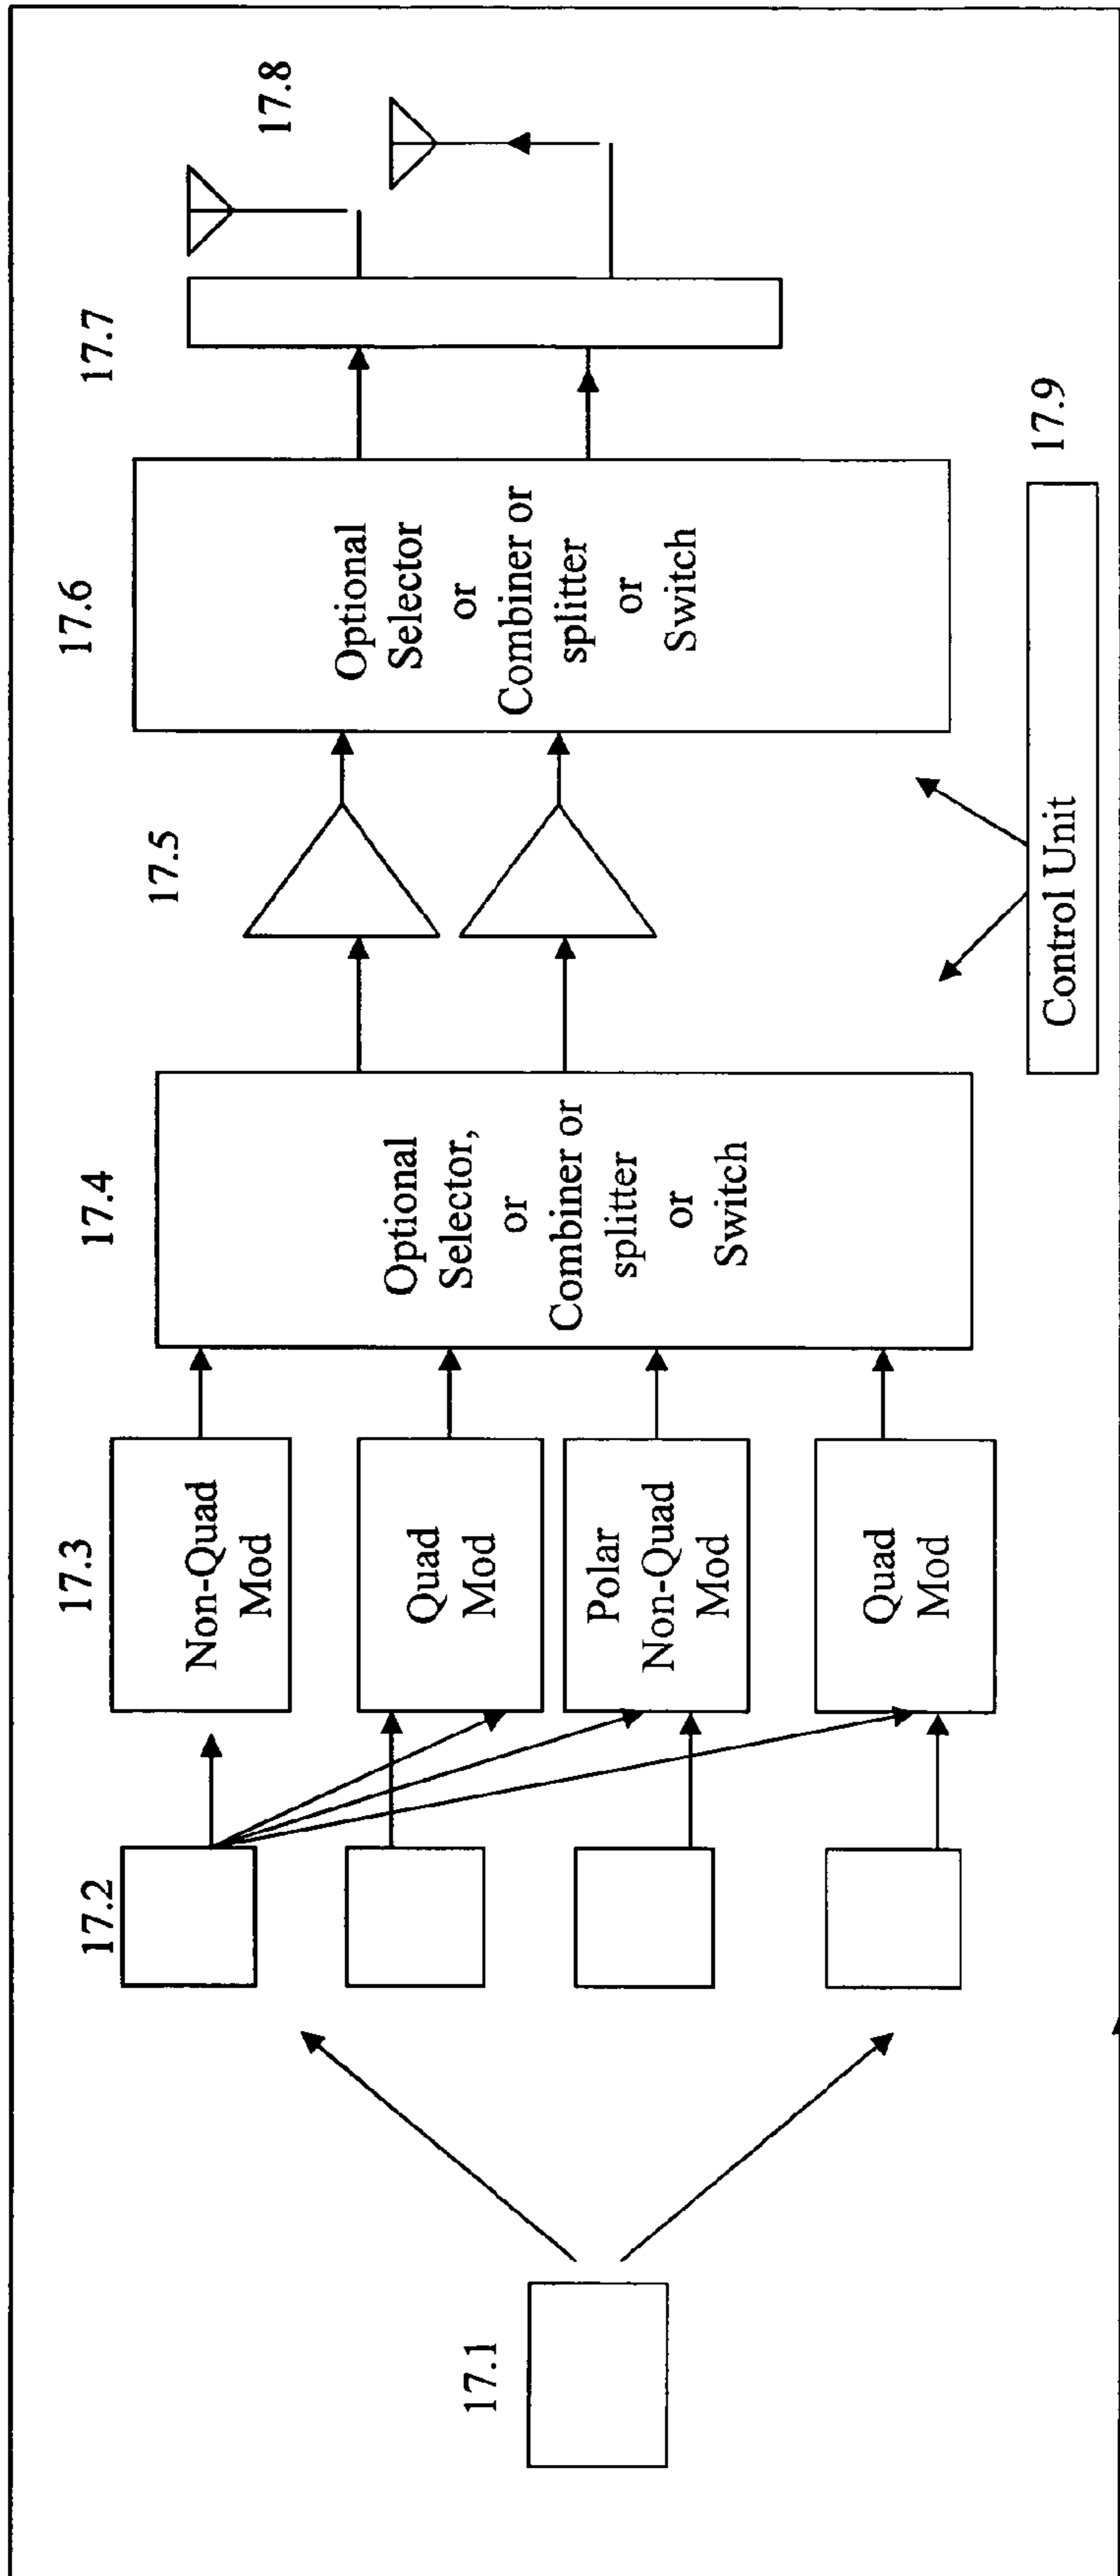 17.1
17.2
17.3
Non-Quad
Mod
Quad
Mod
Polar
Non-Quad
Mod
Quad
Mod
17.4
Optional
Selector,
or
Combiner or
splitter
or
Switch
17.5
17.6
Optional
Selector
or
Combiner or
splitter
or
Switch
17.7
17.8
Control Unit
17.9